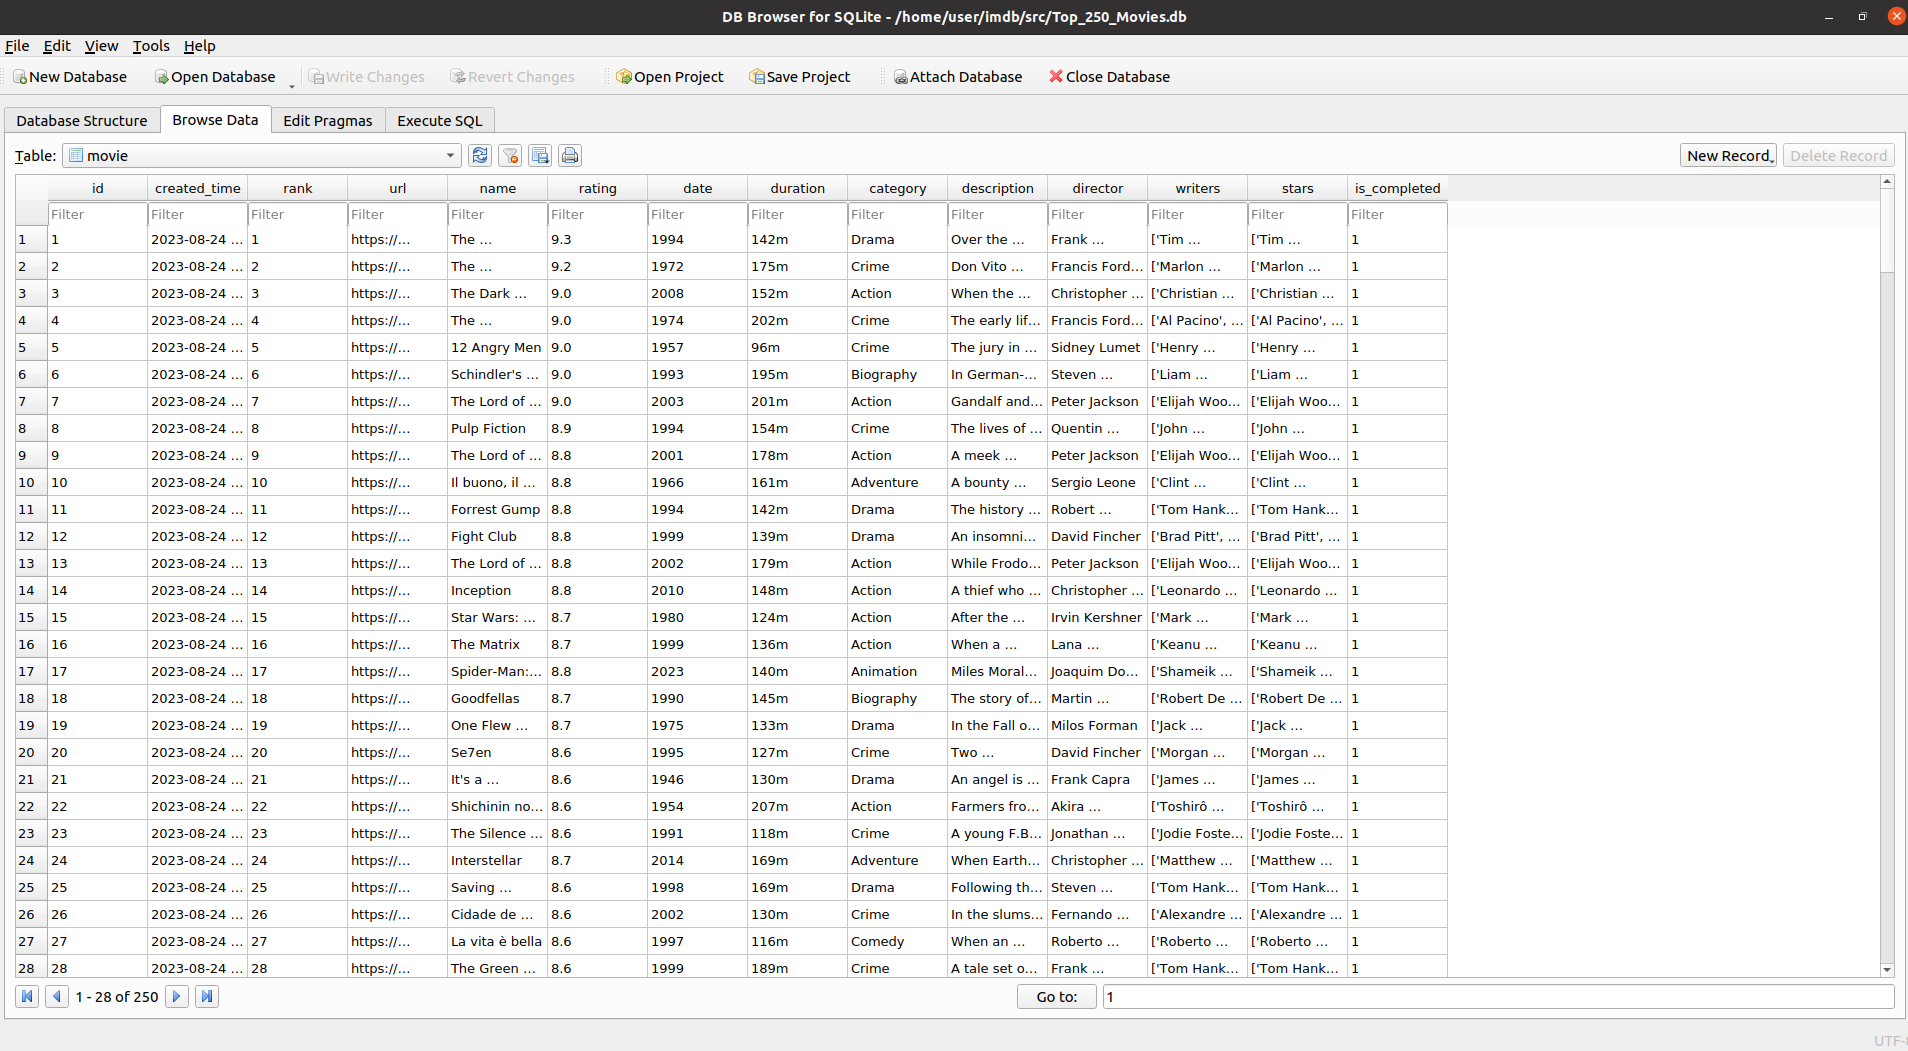 DB Browser for SQLite - /home/user/imdb/src/Top_250_Movies.db
File Edit View Tools Help
New Database Open Database Write Changes Revert Changes Open Project Save Project Attach Database Close Database
Database Structure Browse Data Edit Pragmas Execute SQL
Table: movie New Record Delete Record
id created_time rank url name rating date duration category description director writers stars is_completed
Filter Filter Filter Filter Filter Filter Filter Filter Filter Filter Filter Filter Filter Filter
1 1 2023-08-24 ... 1 https://... The ... 9.3 1994 142m Drama Over the ... Frank ... ['Tim ... ['Tim ... 1
2 2 2023-08-24 ... 2 https://... The ... 9.2 1972 175m Crime Don Vito ... Francis Ford... ['Marlon ... ['Marlon ... 1
3 3 2023-08-24 ... 3 https://... The Dark ... 9.0 2008 152m Action When the ... Christopher ... ['Christian ... ['Christian ... 1
4 4 2023-08-24 ... 4 https://... The ... 9.0 1974 202m Crime The early lif... Francis Ford... ['Al Pacino', ... ['Al Pacino', ... 1
5 5 2023-08-24 ... 5 https://... 12 Angry Men 9.0 1957 96m Crime The jury in ... Sidney Lumet ['Henry ... ['Henry ... 1
6 6 2023-08-24 ... 6 https://... Schindler's ... 9.0 1993 195m Biography In German-... Steven ... ['Liam ... ['Liam ... 1
7 7 2023-08-24 ... 7 https://... The Lord of ... 9.0 2003 201m Action Gandalf and... Peter Jackson ['Elijah Woo... ['Elijah Woo... 1
8 8 2023-08-24 ... 8 https://... Pulp Fiction 8.9 1994 154m Crime The lives of ... Quentin ... ['John ... ['John ... 1
9 9 2023-08-24 ... 9 https://... The Lord of ... 8.8 2001 178m Action A meek ... Peter Jackson ['Elijah Woo... ['Elijah Woo... 1
10 10 2023-08-24 ... 10 https://... Il buono, il ... 8.8 1966 161m Adventure A bounty ... Sergio Leone ['Clint ... ['Clint ... 1
11 11 2023-08-24 ... 11 https://... Forrest Gump 8.8 1994 142m Drama The history ... Robert ... ['Tom Hank... ['Tom Hank... 1
12 12 2023-08-24 ... 12 https://... Fight Club 8.8 1999 139m Drama An insomni... David Fincher ['Brad Pitt', ... ['Brad Pitt', ... 1
13 13 2023-08-24 ... 13 https://... The Lord of ... 8.8 2002 179m Action While Frodo... Peter Jackson ['Elijah Woo... ['Elijah Woo... 1
14 14 2023-08-24 ... 14 https://... Inception 8.8 2010 148m Action A thief who ... Christopher ... ['Leonardo ... ['Leonardo ... 1
15 15 2023-08-24 ... 15 https://... Star Wars: ... 8.7 1980 124m Action After the ... Irvin Kershner ['Mark ... ['Mark ... 1
16 16 2023-08-24 ... 16 https://... The Matrix 8.7 1999 136m Action When a ... Lana ... ['Keanu ... ['Keanu ... 1
17 17 2023-08-24 ... 17 https://... Spider-Man:... 8.8 2023 140m Animation Miles Moral... Joaquim Do... ['Shameik ... ['Shameik ... 1
18 18 2023-08-24 ... 18 https://... Goodfellas 8.7 1990 145m Biography The story of... Martin ... ['Robert De ... ['Robert De ... 1
19 19 2023-08-24 ... 19 https://... One Flew ... 8.7 1975 133m Drama In the Fall o... Milos Forman ['Jack ... ['Jack ... 1
20 20 2023-08-24 ... 20 https://... Se7en 8.6 1995 127m Crime Two ... David Fincher ['Morgan ... ['Morgan ... 1
21 21 2023-08-24 ... 21 https://... It's a ... 8.6 1946 130m Drama An angel is ... Frank Capra ['James ... ['James ... 1
22 22 2023-08-24 ... 22 https://... Shichinin no... 8.6 1954 207m Action Farmers fro... Akira ... ['Toshirô ... ['Toshirô ... 1
23 23 2023-08-24 ... 23 https://... The Silence ... 8.6 1991 118m Crime A young F.B... Jonathan ... ['Jodie Foste... ['Jodie Foste... 1
24 24 2023-08-24 ... 24 https://... Interstellar 8.7 2014 169m Adventure When Earth... Christopher ... ['Matthew ... ['Matthew ... 1
25 25 2023-08-24 ... 25 https://... Saving ... 8.6 1998 169m Drama Following th... Steven ... ['Tom Hank... ['Tom Hank... 1
26 26 2023-08-24 ... 26 https://... Cidade de ... 8.6 2002 130m Crime In the slums... Fernando ... ['Alexandre ... ['Alexandre ... 1
27 27 2023-08-24 ... 27 https://... La vita è bella 8.6 1997 116m Comedy When an ... Roberto ... ['Roberto ... ['Roberto ... 1
28 28 2023-08-24 ... 28 https://... The Green ... 8.6 1999 189m Crime A tale set o... Frank ... ['Tom Hank... ['Tom Hank... 1
1 - 28 of 250 Go to: 1
UTF-